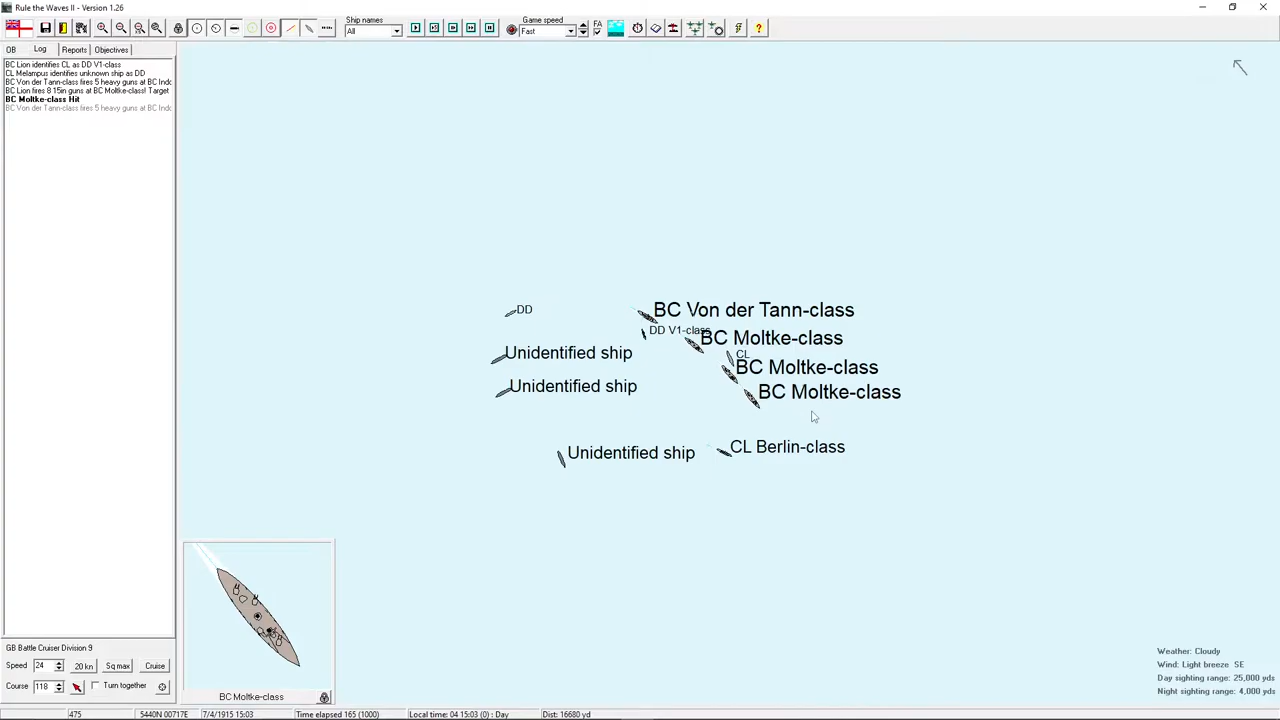 Rule the Waves II - Version 1.26
Ship names
All
Game speed
Fast
FA
OB
Log
Reports
Objectives
BC Lion identifies CL as DD V1-class
CL Melampus identifies unknown ship as DD
BC Von der Tann-class fires 5 heavy guns at BC Indo
BC Lion fires 8 15in guns at BC Moltke-class! Target
BC Moltke-class Hit
BC Von der Tann-class fires 5 heavy guns at BC Indo
DD
BC Von der Tann-class
DD V1-class
BC Moltke-class
Unidentified ship
CL
BC Moltke-class
Unidentified ship
BC Moltke-class
CL Berlin-class
Unidentified ship
BC Moltke-class
GB Battle Cruiser Division 9
Speed
24
20 kn
Sq max
Cruise
Course
118
Turn together
Weather: Cloudy
Wind: Light breeze SE
Day sighting range: 25,000 yds
Night sighting range: 4,000 yds
475
5440N 00717E
7/4/1915 15:03
Time elapsed 165 (1000)
Local time: 04 15:03 (0) : Day
Dist: 16680 yd